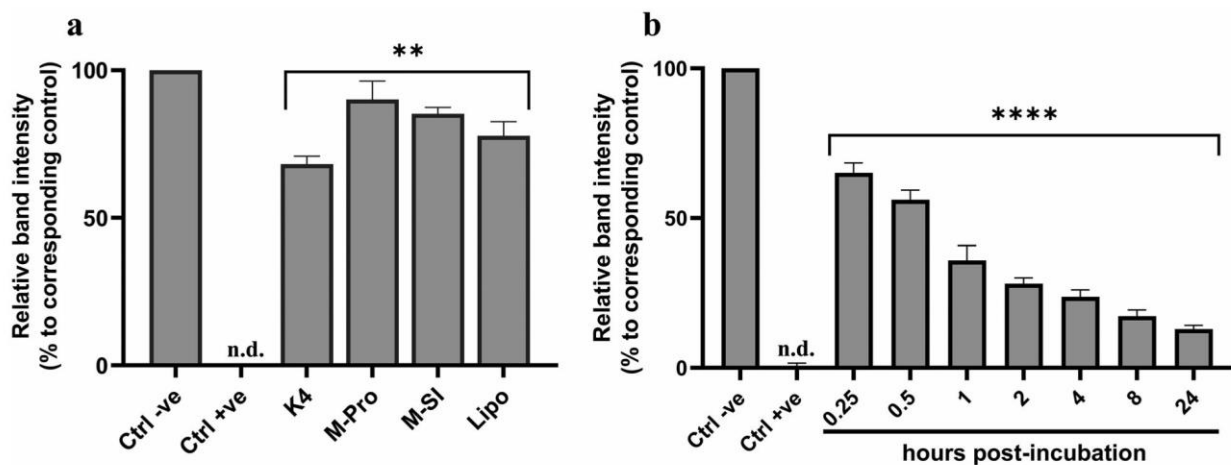 a
Relative band intensity
(% to corresponding control)
100
50
0
**
n.d.
Ctrl -ve
Ctrl +ve
K4
M-Pro
M-SI
Lipo
b
Relative band intensity
(% to corresponding control)
100
50
0
****
n.d.
Ctrl -ve
Ctrl +ve
0.25
0.5
1
2
4
8
24
hours post-incubation